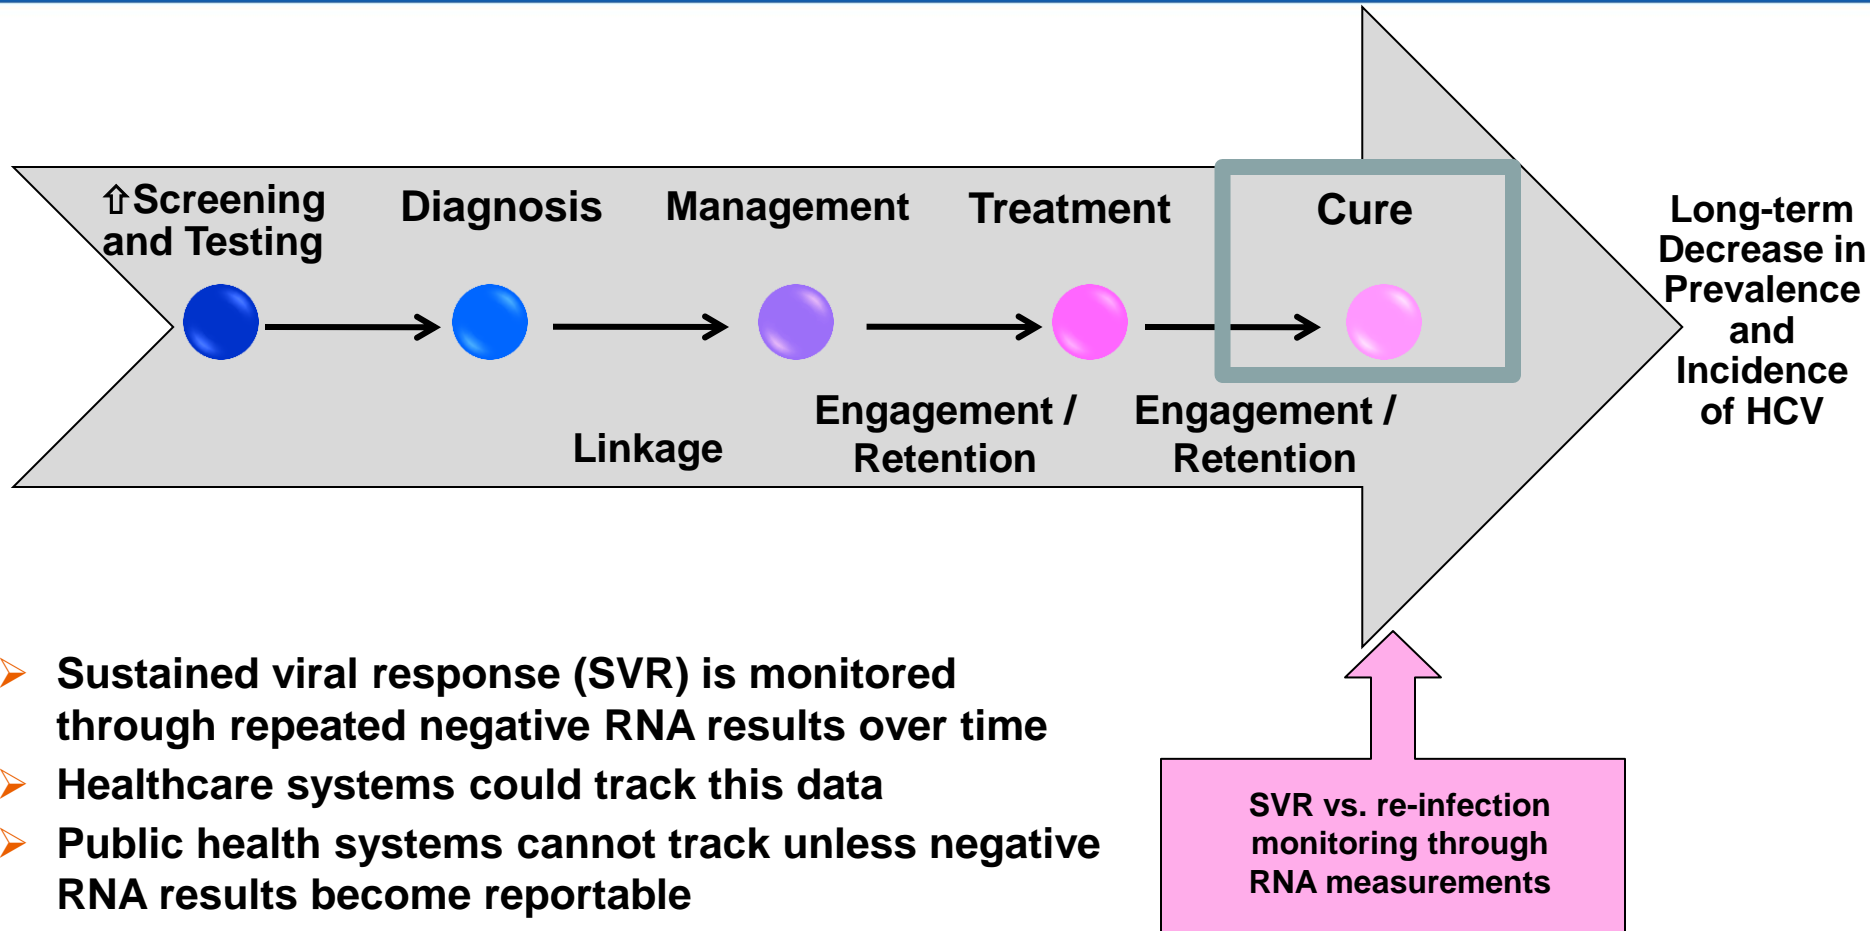 ⇧Screening
and Testing
Diagnosis
Management
Treatment
Cure
Linkage
Engagement /
Retention
Engagement /
Retention
Long-term
Decrease in
Prevalence
and
Incidence
of HCV
➢ Sustained viral response (SVR) is monitored
through repeated negative RNA results over time
➢ Healthcare systems could track this data
➢ Public health systems cannot track unless negative
RNA results become reportable
SVR vs. re-infection
monitoring through
RNA measurements